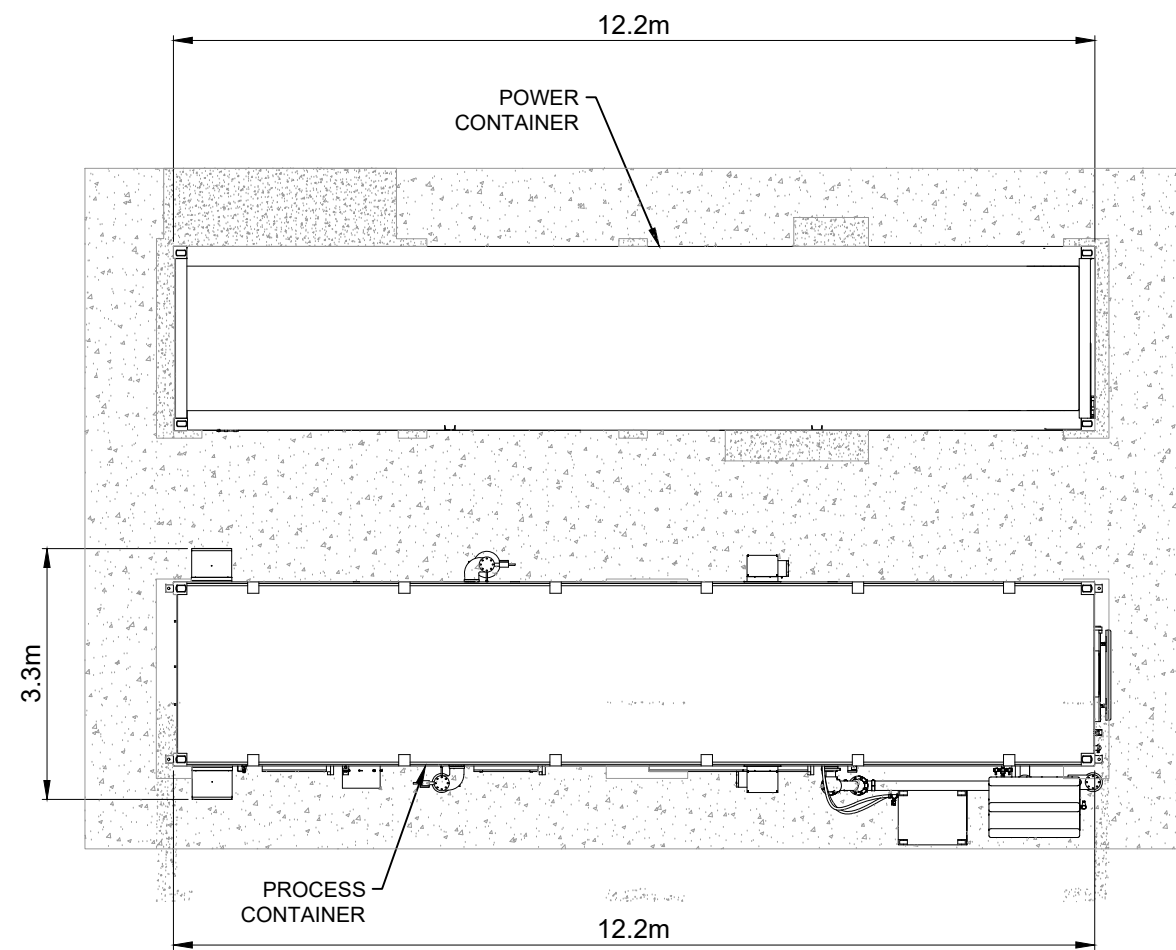 12.2m
POWER
CONTAINER
3.3m
PROCESS
CONTAINER
12.2m